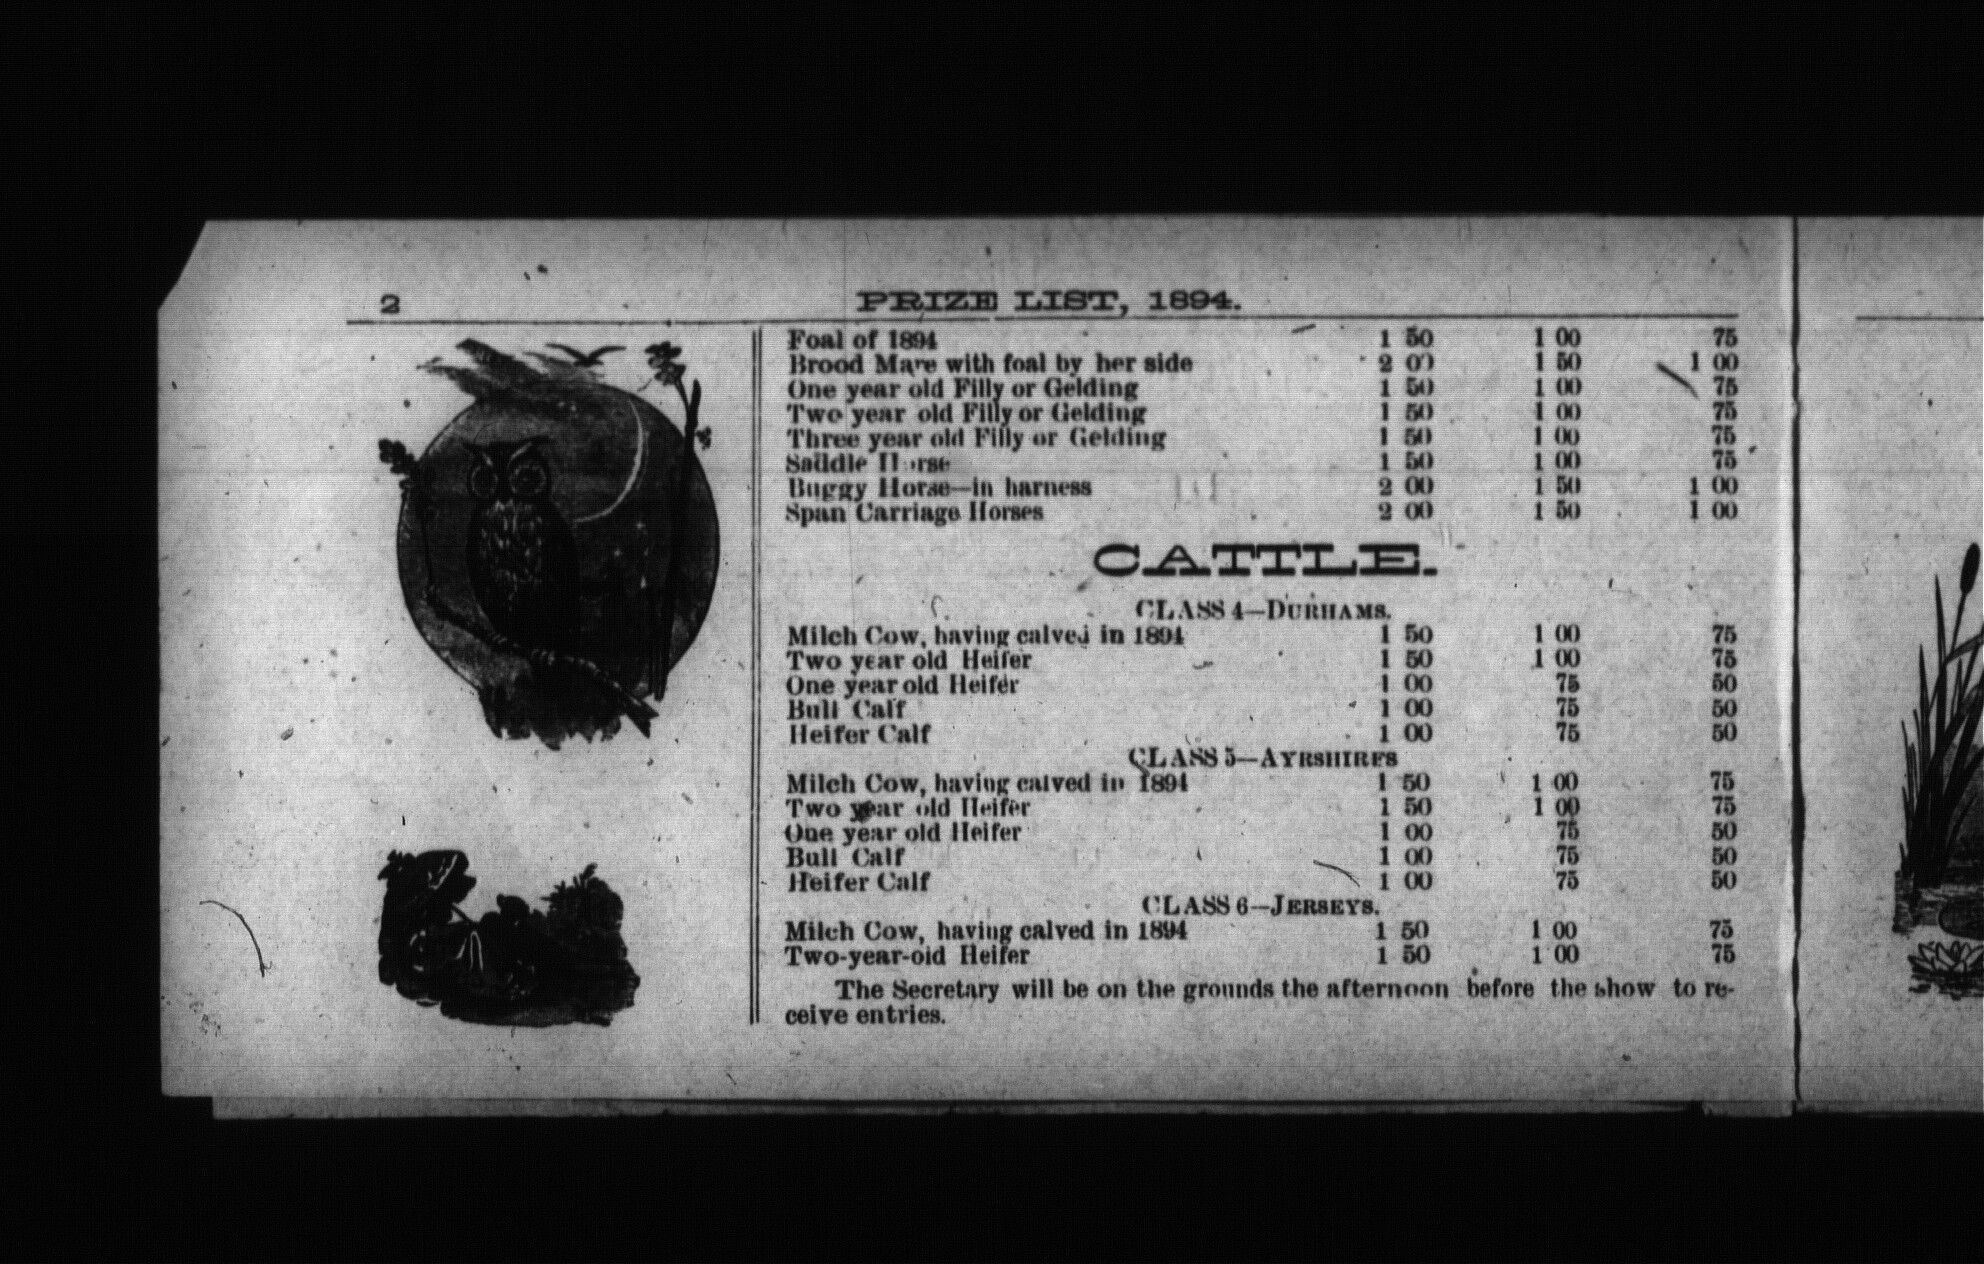 2 PRIZE LIST, 1894.
Foal of 1894 1 50 1 00 75
Brood Mare with foal by her side 2 00 1 50 1 00
One year old Filly or Gelding 1 50 1 00 75
Two year old Filly or Gelding 1 50 1 00 75
Three year old Filly or Gelding 1 50 1 00 75
Saddle Horse 1 50 1 00 75
Buggy Horse—in harness 2 00 1 50 1 00
Span Carriage Horses 2 00 1 50 1 00
CATTLE.
CLASS 4—DURHAMS.
Milch Cow, having calved in 1894 1 50 1 00 75
Two year old Heifer 1 50 1 00 75
One year old Heifer 1 00 75 50
Bull Calf 1 00 75 50
Heifer Calf 1 00 75 50
CLASS 5—AYRSHIRES
Milch Cow, having calved in 1894 1 50 1 00 75
Two year old Heifer 1 50 1 00 75
One year old Heifer 1 00 75 50
Bull Calf 1 00 75 50
Heifer Calf 1 00 75 50
CLASS 6—JERSEYS.
Milch Cow, having calved in 1894 1 50 1 00 75
Two-year-old Heifer 1 50 1 00 75
The Secretary will be on the grounds the afternoon before the show to re-
ceive entries.